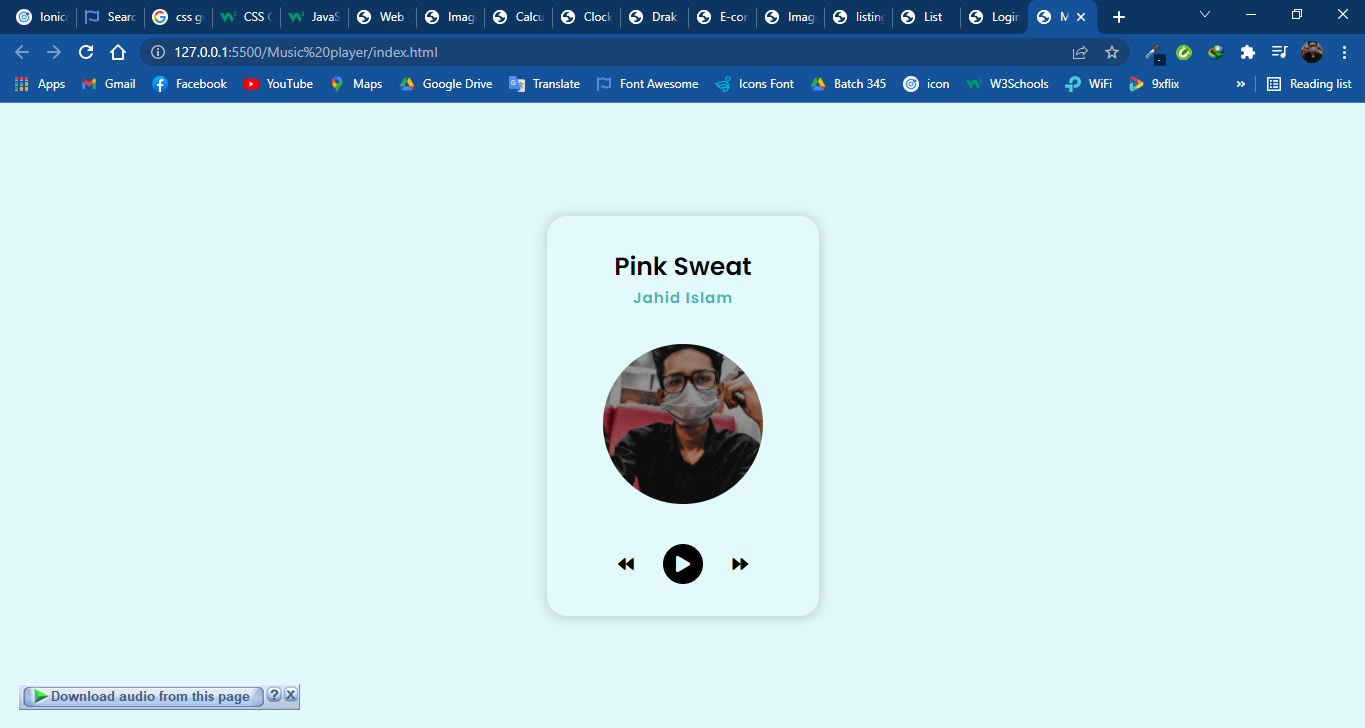 Ionic Searc css gr CSS G JavaS Web Imag Calcu Clock Drak E-con Imag listing List Login M
127.0.0.1:5500/Music%20player/index.html
Apps Gmail Facebook YouTube Maps Google Drive Translate Font Awesome Icons Font Batch 345 icon W3Schools WiFi 9xflix » Reading list
Pink Sweat
Jahid Islam
Download audio from this page ? X